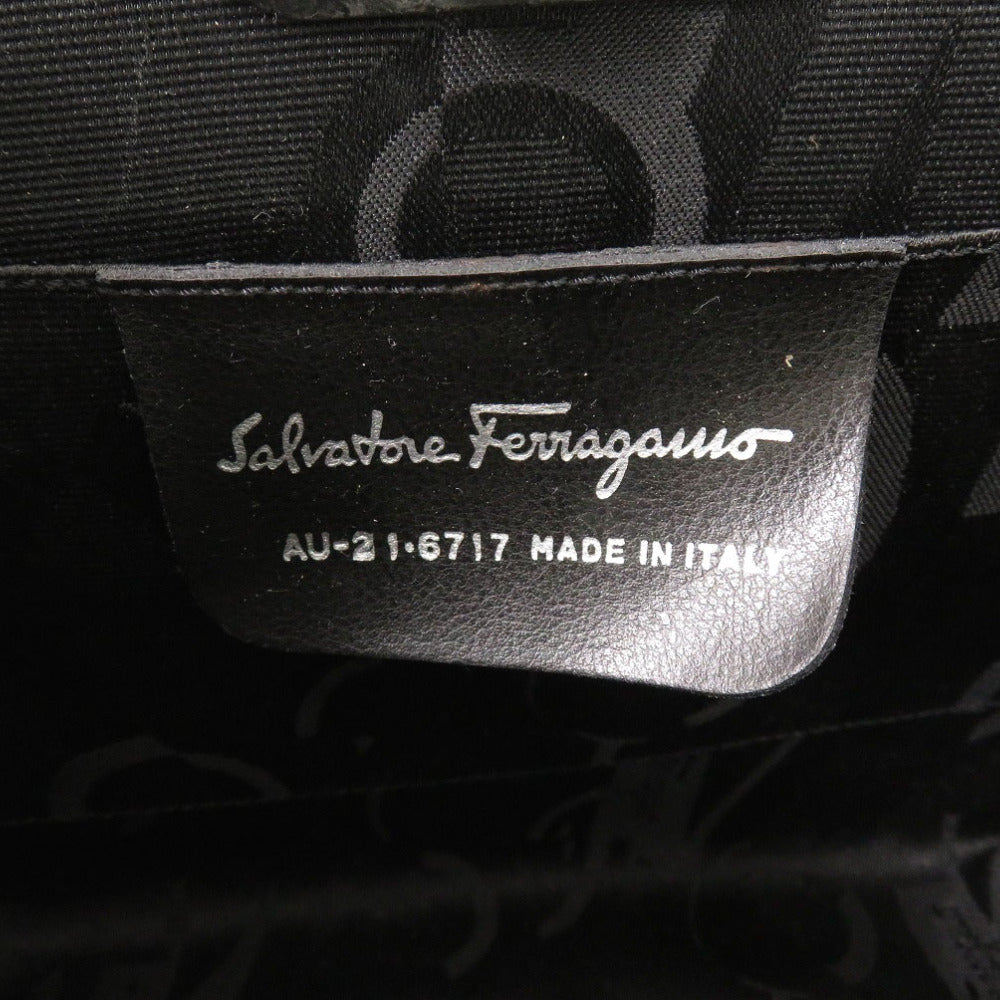 Salvatore Ferragamo
AU-21·6717 MADE IN ITALY